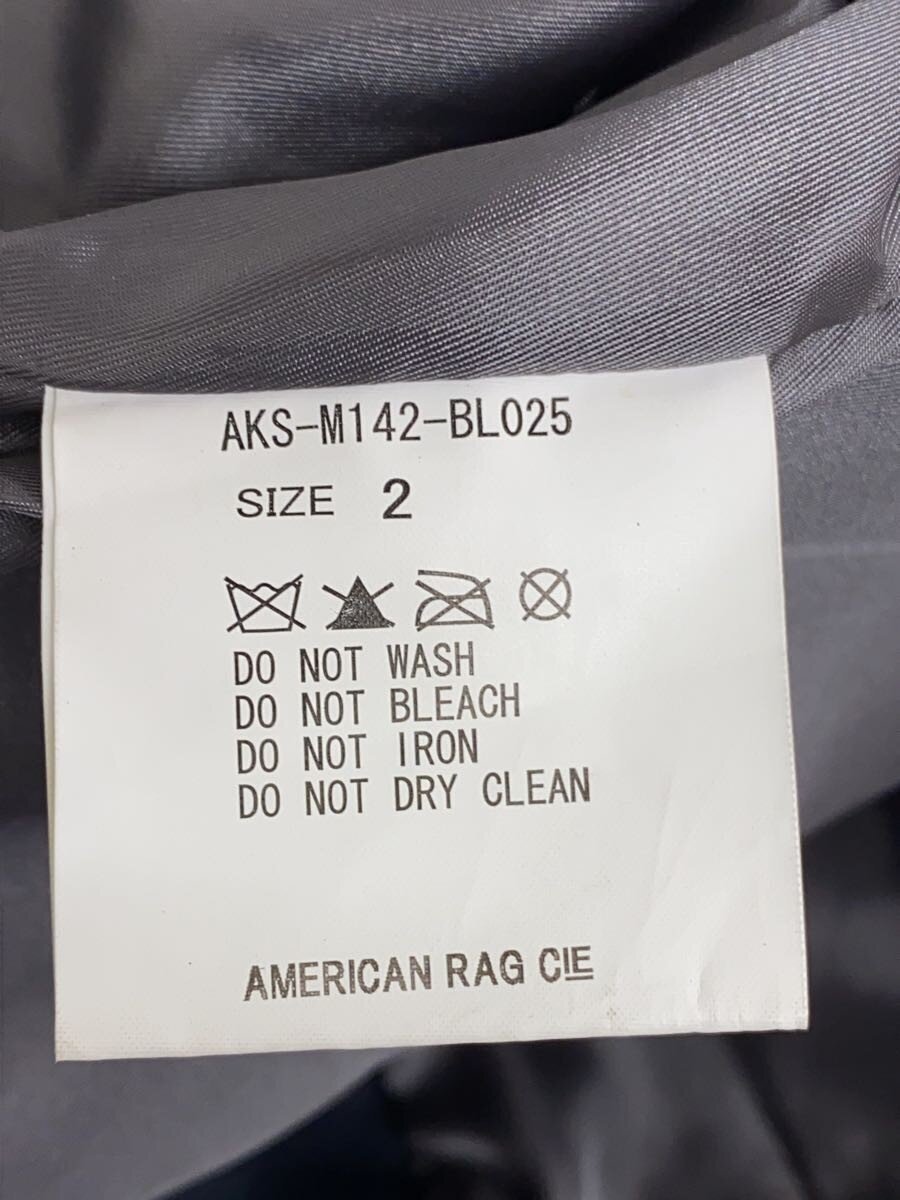 AKS-M142-BL025
SIZE 2
DO NOT WASH
DO NOT BLEACH
DO NOT IRON
DO NOT DRY CLEAN
AMERICAN RAG CIE